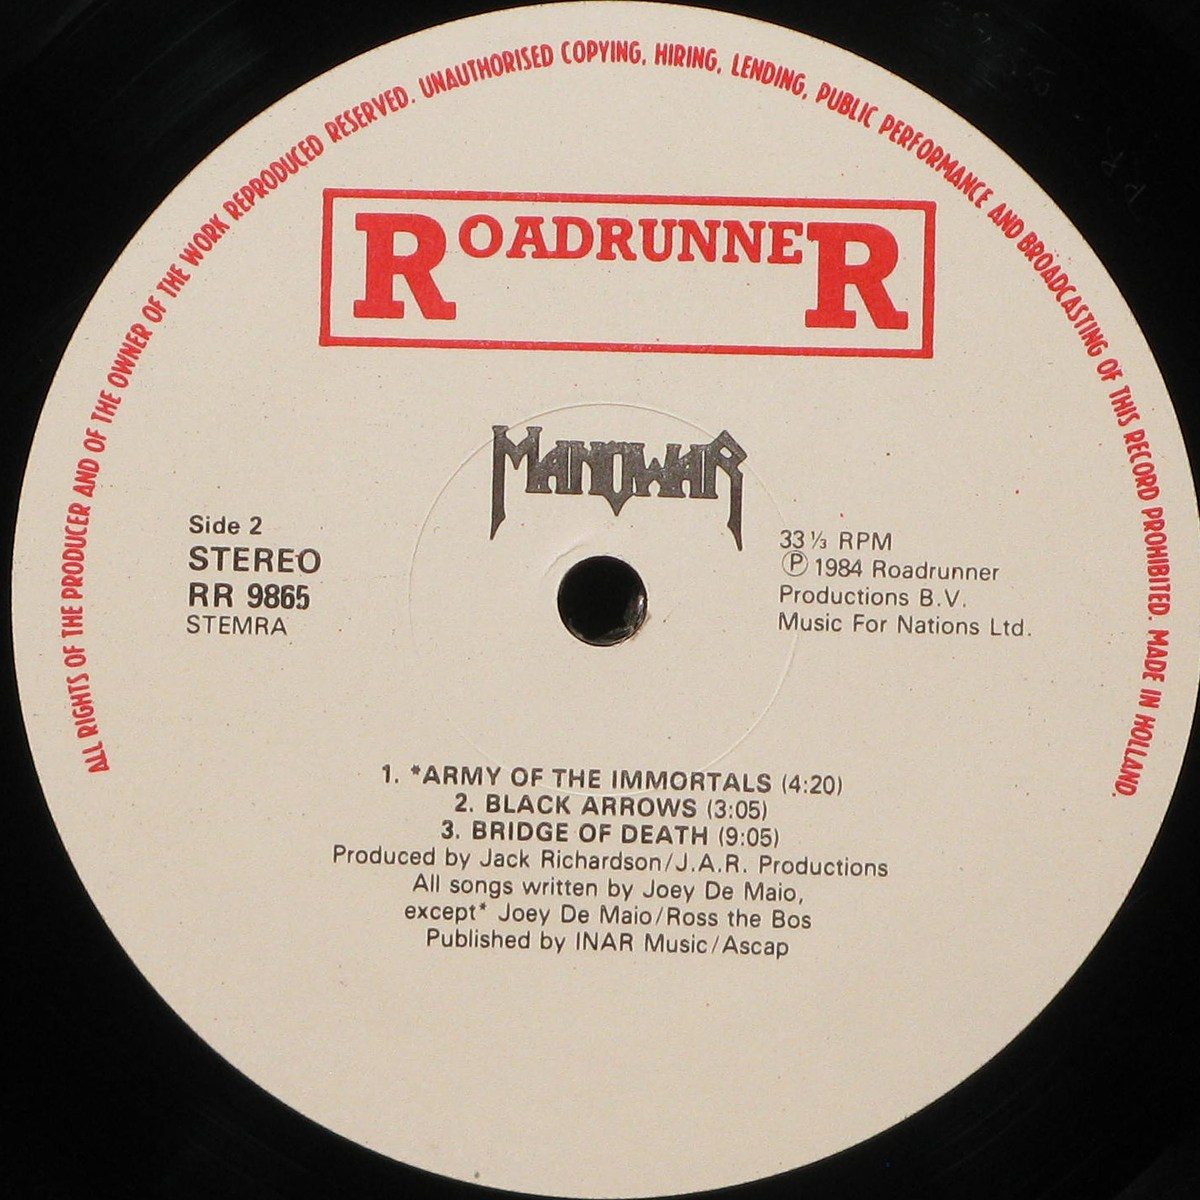 ALL RIGHTS OF THE PRODUCER AND OF THE OWNER OF THE WORK REPRODUCED RESERVED. UNAUTHORISED COPYING, HIRING, LENDING, PUBLIC PERFORMANCE AND BROADCASTING OF THIS RECORD PROHIBITED. MADE IN HOLLAND.
ROADRUNNER
MANOWAR
Side 2
STEREO
RR 9865
STEMRA
33⅓ RPM
Ⓟ 1984 Roadrunner
Productions B.V.
Music For Nations Ltd.
1. *ARMY OF THE IMMORTALS (4:20)
2. BLACK ARROWS (3:05)
3. BRIDGE OF DEATH (9:05)
Produced by Jack Richardson/J.A.R. Productions
All songs written by Joey De Maio,
except* Joey De Maio/Ross the Bos
Published by INAR Music/Ascap